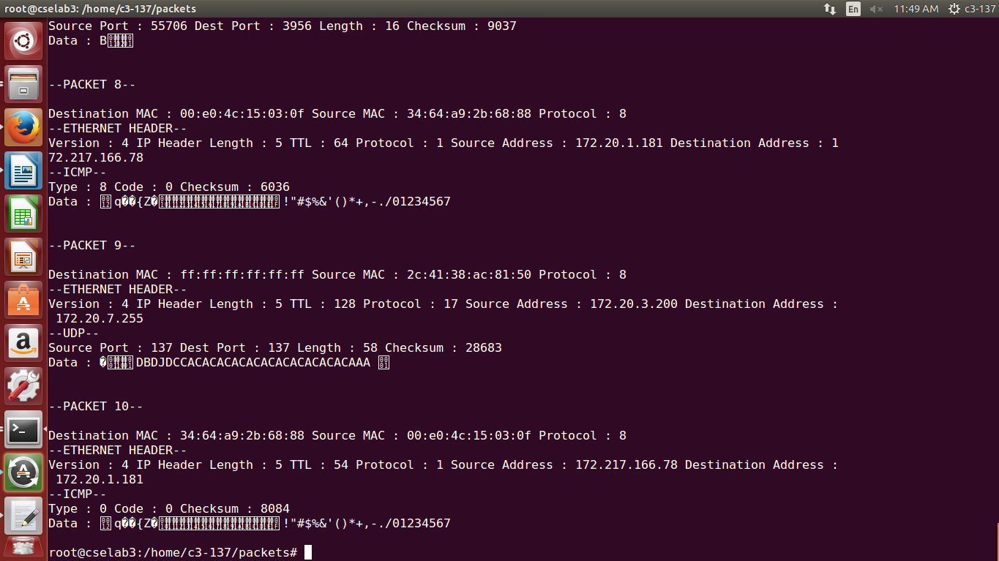 root@cselab3: /home/c3-137/packets
En
11:49 AM
c3-137
Source Port : 55706 Dest Port : 3956 Length : 16 Checksum : 9037
Data : B
--PACKET 8--
Destination MAC : 00:e0:4c:15:03:0f Source MAC : 34:64:a9:2b:68:88 Protocol : 8
--ETHERNET HEADER--
Version : 4 IP Header Length : 5 TTL : 64 Protocol : 1 Source Address : 172.20.1.181 Destination Address : 1
72.217.166.78
--ICMP--
Type : 8 Code : 0 Checksum : 6036
Data : q��{Z� !"#$%&'()*+,-./01234567
--PACKET 9--
Destination MAC : ff:ff:ff:ff:ff:ff Source MAC : 2c:41:38:ac:81:50 Protocol : 8
--ETHERNET HEADER--
Version : 4 IP Header Length : 5 TTL : 128 Protocol : 17 Source Address : 172.20.3.200 Destination Address :
172.20.7.255
--UDP--
Source Port : 137 Dest Port : 137 Length : 58 Checksum : 28683
Data : � DBDJDCCACACACACACACACACACACACAAA
--PACKET 10--
Destination MAC : 34:64:a9:2b:68:88 Source MAC : 00:e0:4c:15:03:0f Protocol : 8
--ETHERNET HEADER--
Version : 4 IP Header Length : 5 TTL : 54 Protocol : 1 Source Address : 172.217.166.78 Destination Address :
172.20.1.181
--ICMP--
Type : 0 Code : 0 Checksum : 8084
Data : q��{Z� !"#$%&'()*+,-./01234567
root@cselab3:/home/c3-137/packets#